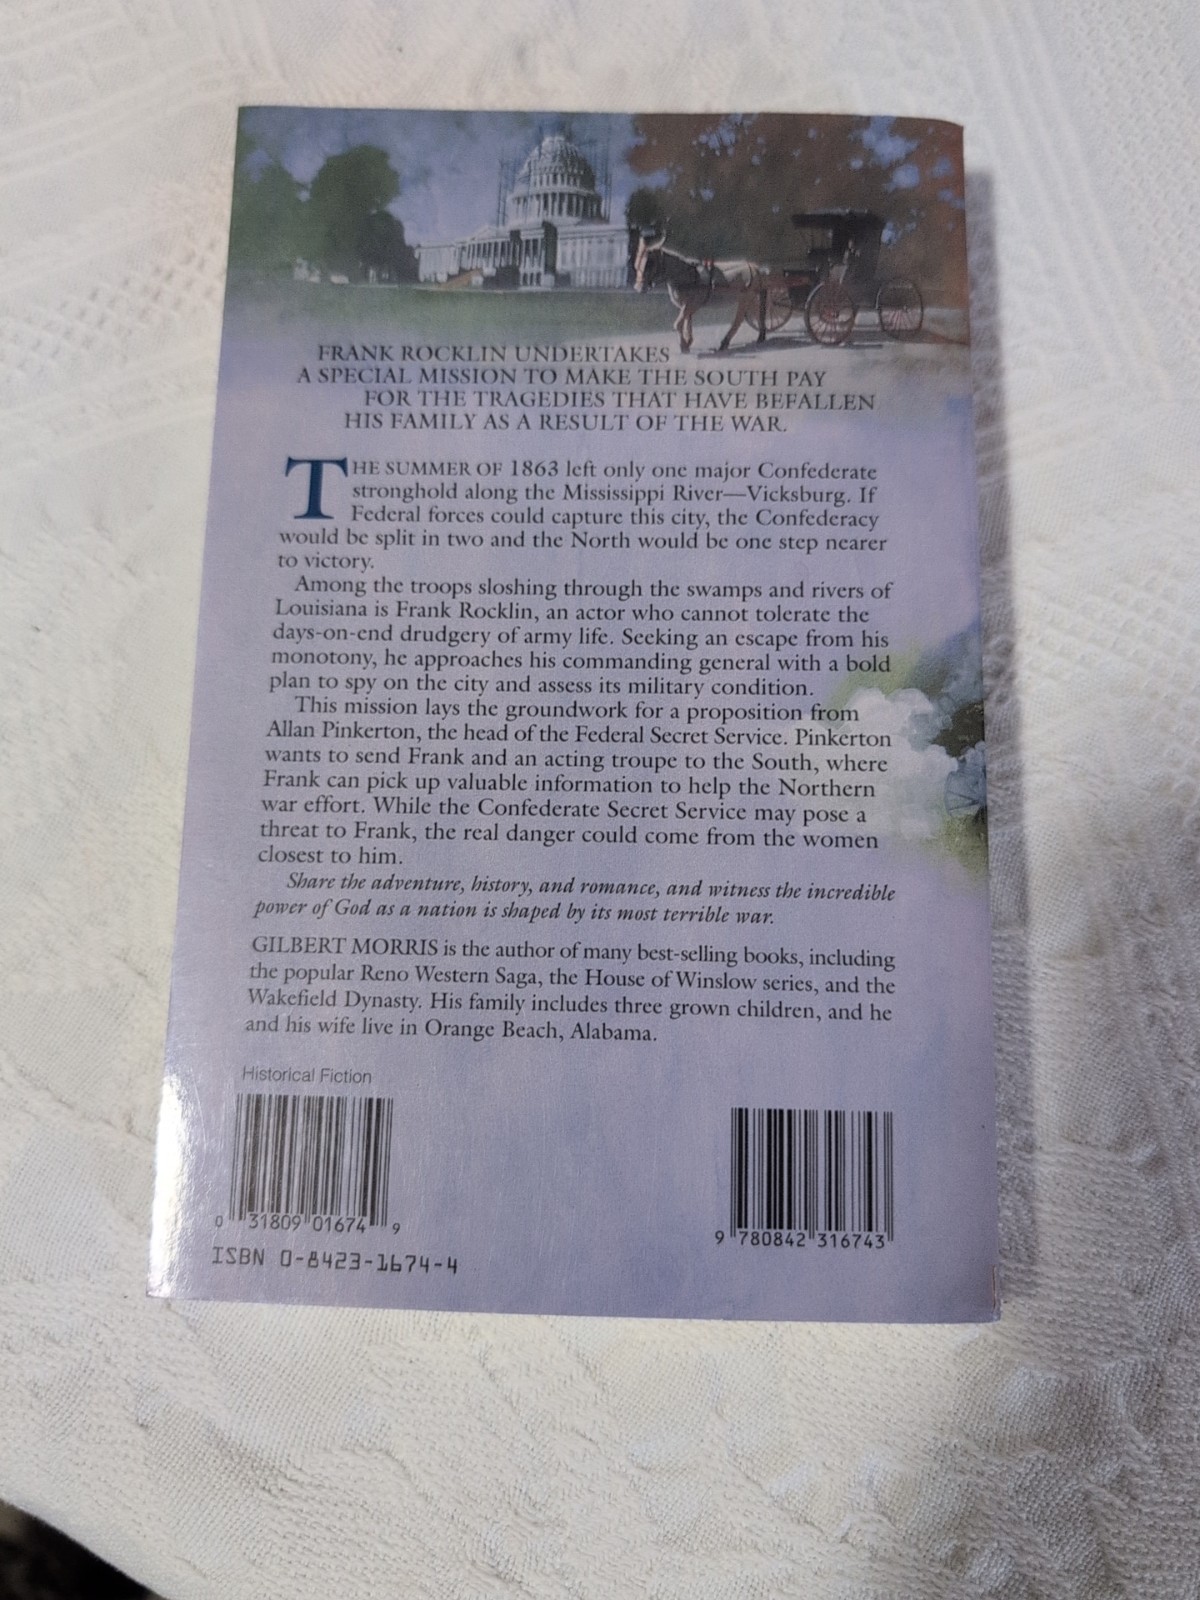 FRANK ROCKLIN UNDERTAKES
A SPECIAL MISSION TO MAKE THE SOUTH PAY
FOR THE TRAGEDIES THAT HAVE BEFALLEN
HIS FAMILY AS A RESULT OF THE WAR.
THE SUMMER OF 1863 left only one major Confederate
stronghold along the Mississippi River—Vicksburg. If
Federal forces could capture this city, the Confederacy
would be split in two and the North would be one step nearer
to victory.
Among the troops sloshing through the swamps and rivers of
Louisiana is Frank Rocklin, an actor who cannot tolerate the
days-on-end drudgery of army life. Seeking an escape from his
monotony, he approaches his commanding general with a bold
plan to spy on the city and assess its military condition.
This mission lays the groundwork for a proposition from
Allan Pinkerton, the head of the Federal Secret Service. Pinkerton
wants to send Frank and an acting troupe to the South, where
Frank can pick up valuable information to help the Northern
war effort. While the Confederate Secret Service may pose a
threat to Frank, the real danger could come from the women
closest to him.
Share the adventure, history, and romance, and witness the incredible
power of God as a nation is shaped by its most terrible war.
GILBERT MORRIS is the author of many best-selling books, including
the popular Reno Western Saga, the House of Winslow series, and the
Wakefield Dynasty. His family includes three grown children, and he
and his wife live in Orange Beach, Alabama.
Historical Fiction
0 31809 01674 9
9 780842 316743
ISBN 0-8423-1674-4